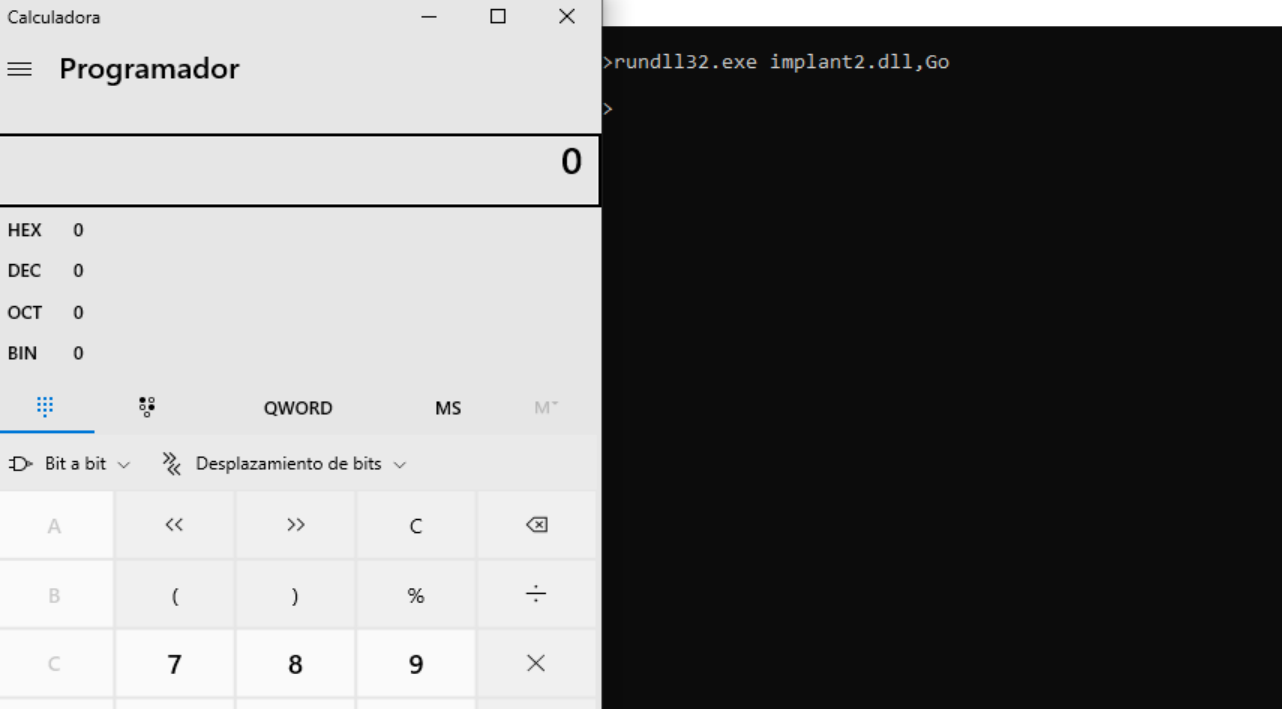 Calculadora
Programador
0
HEX 0
DEC 0
OCT 0
BIN 0
QWORD MS M
Bit a bit Desplazamiento de bits
A << >> C
B ( ) % ÷
C 7 8 9 ×
>rundll32.exe implant2.dll,Go
>